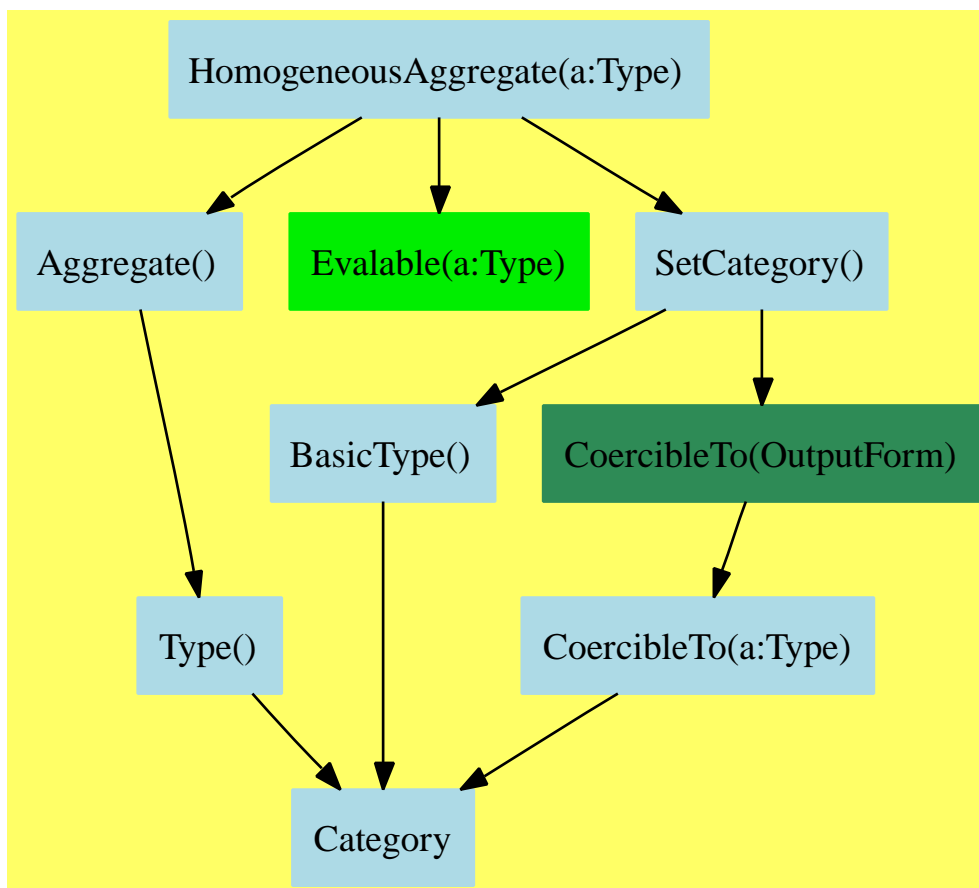 HomogeneousAggregate(a:Type)
Aggregate()
Evalable(a:Type)
SetCategory()
BasicType()
CoercibleTo(OutputForm)
Type()
CoercibleTo(a:Type)
Category